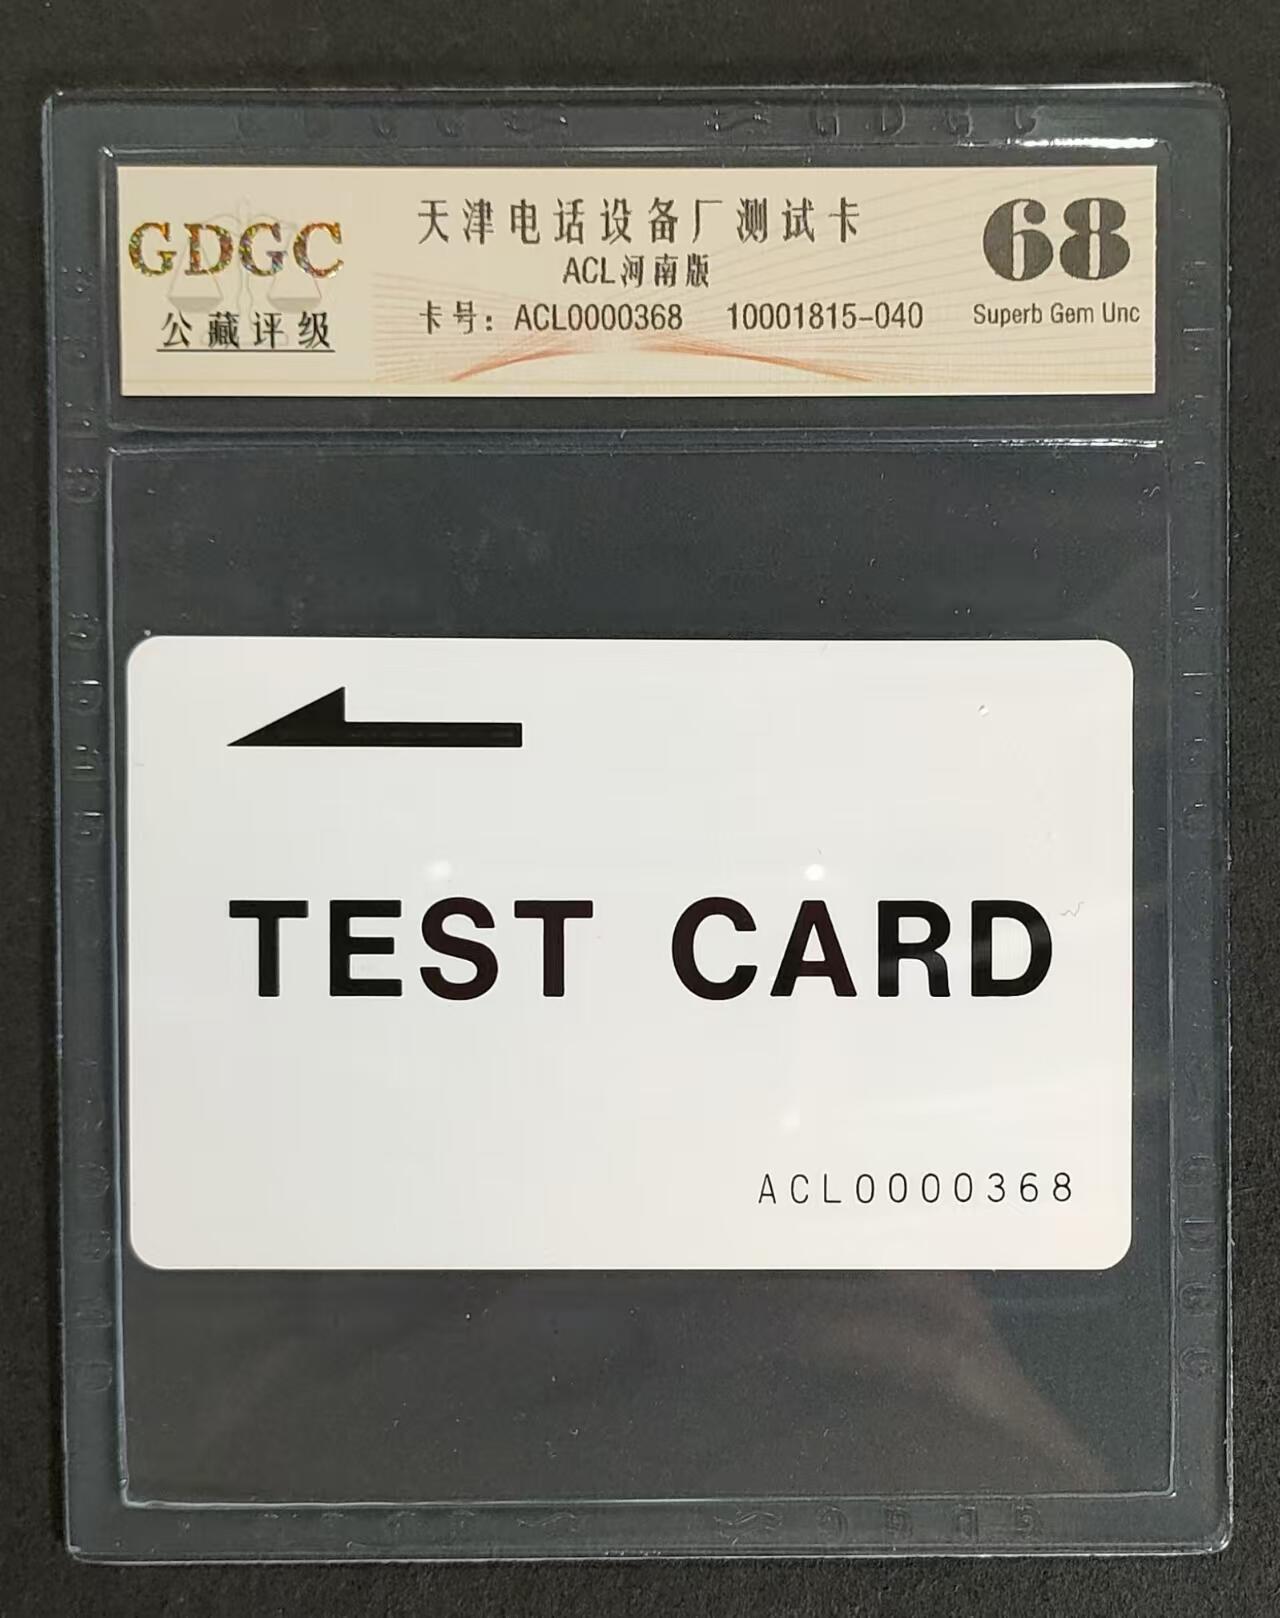 GDGC
公藏评级
天津电话设备厂测试卡
ACL河南版
卡号：ACL0000368 10001815-040
68
Superb Gem Unc
TEST CARD
ACL0000368